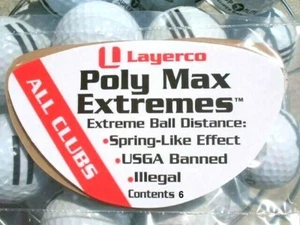 Layerco
Poly Max
Extremes™
ALL CLUBS
Extreme Ball Distance:
•Spring-Like Effect
•USGA Banned
•Illegal
Contents 6